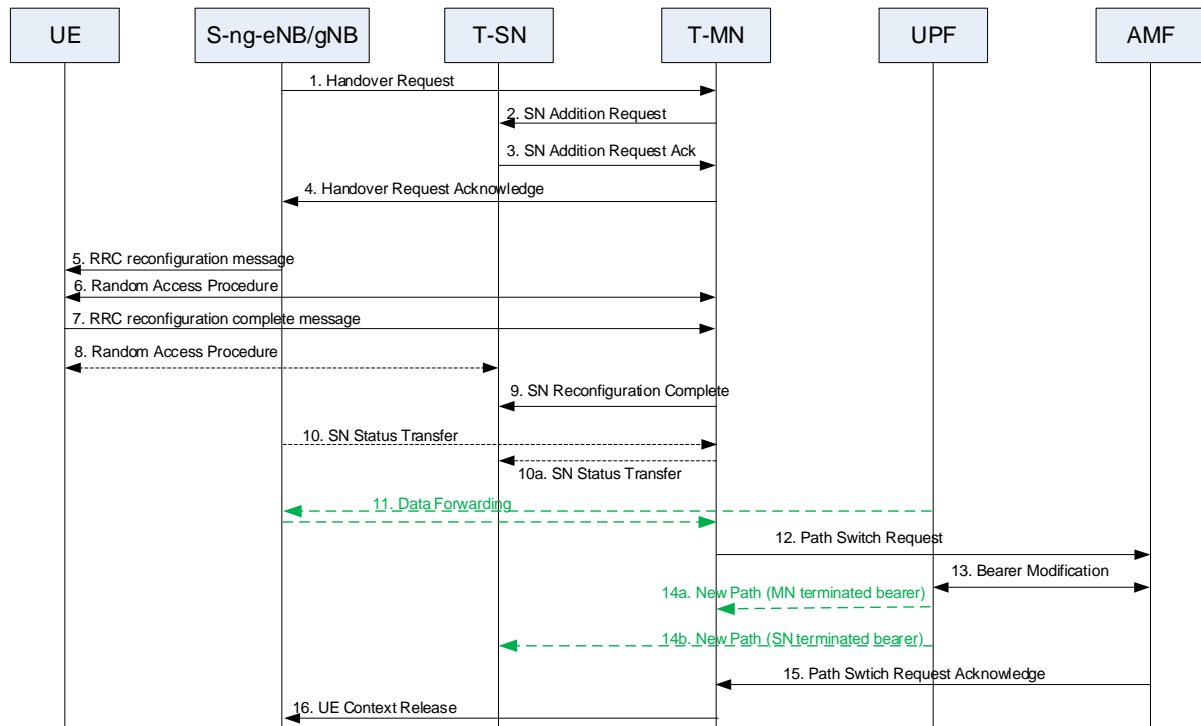 UE
S-ng-eNB/gNB
T-SN
T-MN
UPF
AMF
1. Handover Request
2. SN Addition Request
3. SN Addition Request Ack
4. Handover Request Acknowledge
5. RRC reconfiguration message
6. Random Access Procedure
7. RRC reconfiguration complete message
8. Random Access Procedure
9. SN Reconfiguration Complete
10. SN Status Transfer
10a. SN Status Transfer
11. Data Forwarding
12. Path Switch Request
13. Bearer Modification
14a. New Path (MN terminated bearer)
14b. New Path (SN terminated bearer)
15. Path Swtich Request Acknowledge
16. UE Context Release